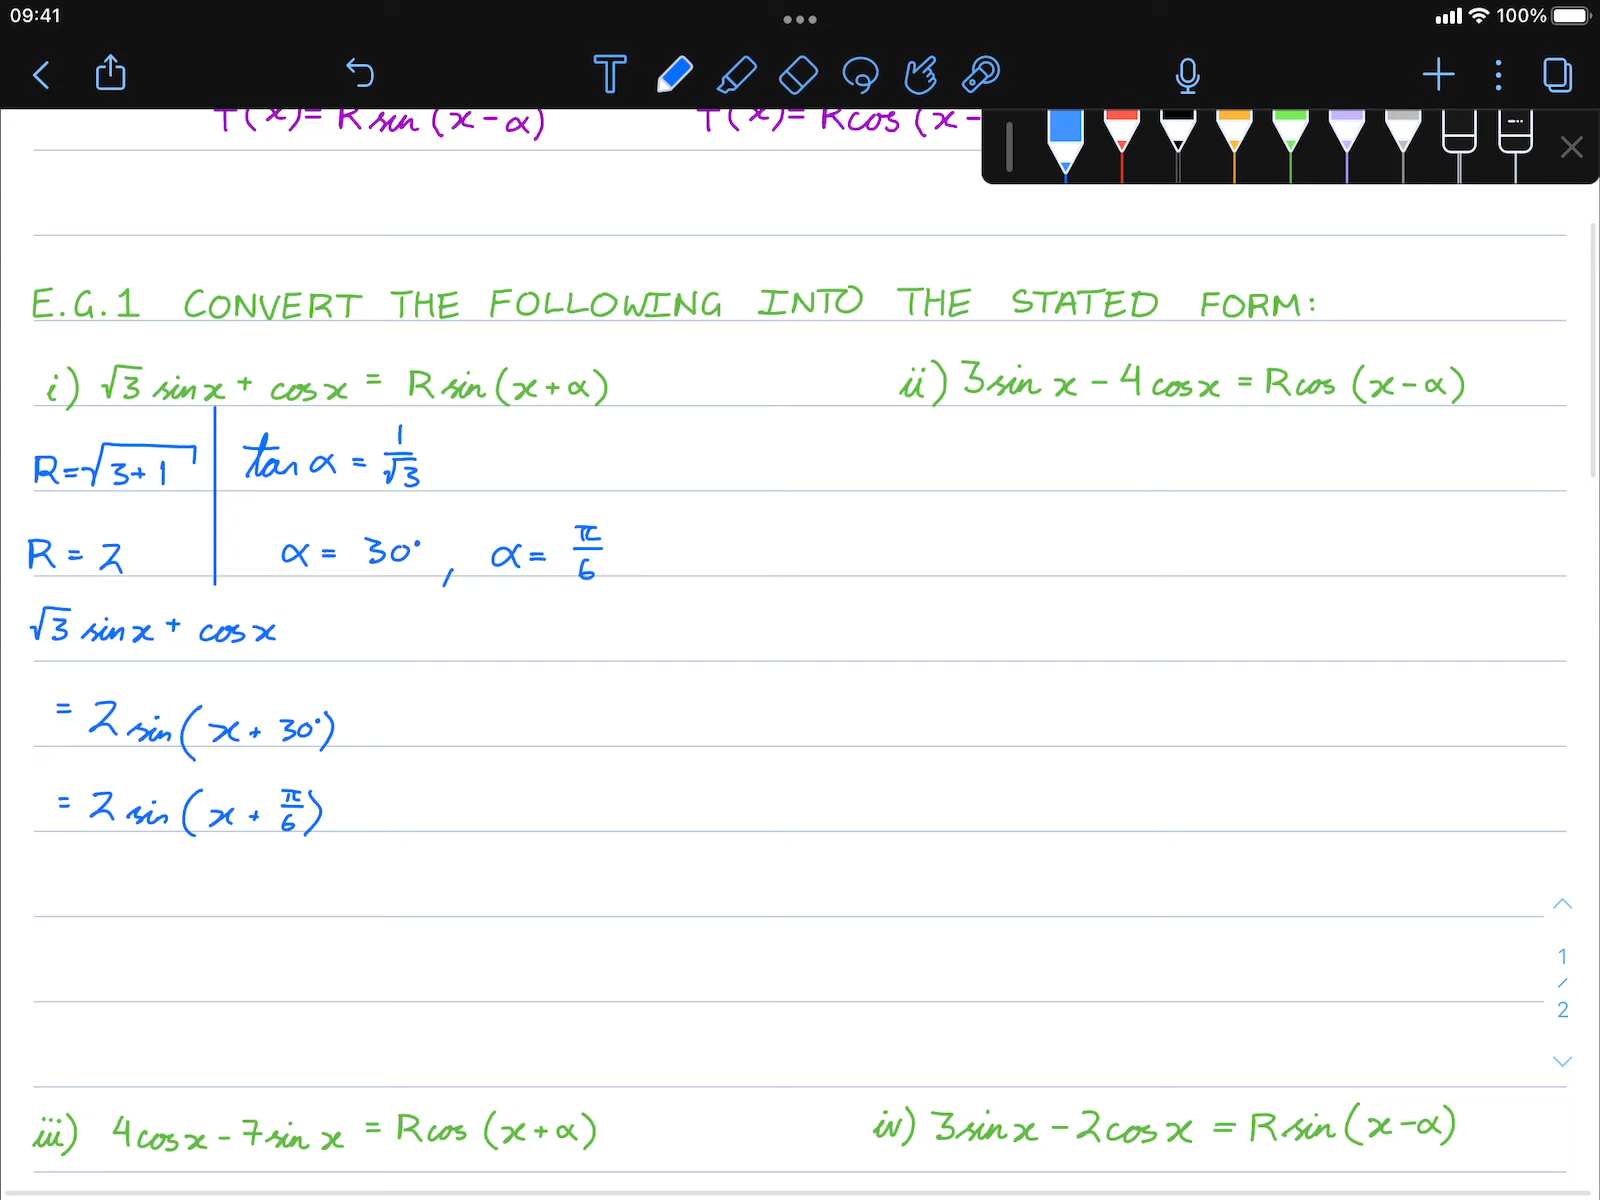 09:41
100%
T
f(x)= R sin (x-α)
f(x)= R cos (x-
E.G.1 CONVERT THE FOLLOWING INTO THE STATED FORM:
i) √3 sin x + cos x = R sin (x+α)
ii) 3 sin x - 4 cos x = R cos (x-α)
R=√3+1
tan α = 1/√3
R = 2
α = 30° , α = π/6
√3 sin x + cos x
= 2 sin (x + 30°)
= 2 sin (x + π/6)
1
/
2
iii) 4 cos x - 7 sin x = R cos (x+α)
iv) 3 sin x - 2 cos x = R sin (x-α)